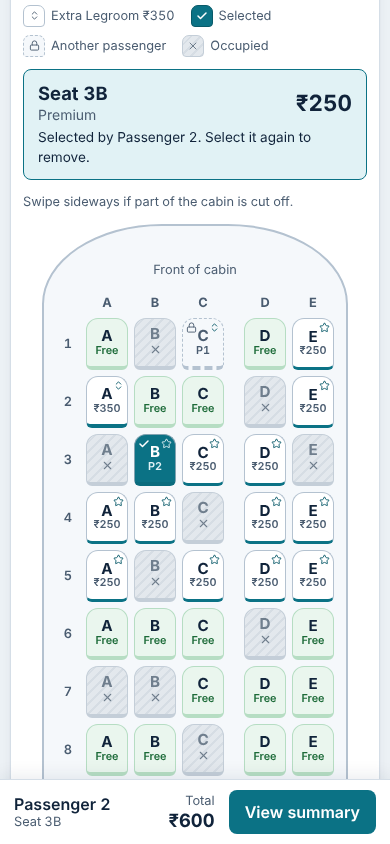 Extra Legroom ₹350 Selected
Another passenger Occupied
Seat 3B
Premium ₹250
Selected by Passenger 2. Select it again to
remove.
Swipe sideways if part of the cabin is cut off.
Front of cabin
A B C D E
1 A B C D E
Free P1 Free ₹250
2 A B C D E
₹350 Free Free ₹250
3 A B C D E
P2 ₹250 ₹250
4 A B C D E
₹250 ₹250 ₹250 ₹250
5 A B C D E
₹250 ₹250 ₹250 ₹250
6 A B C D E
Free Free Free Free
7 A B C D E
Free Free Free
8 A B C D E
Free Free Free Free
Passenger 2 Total View summary
Seat 3B ₹600